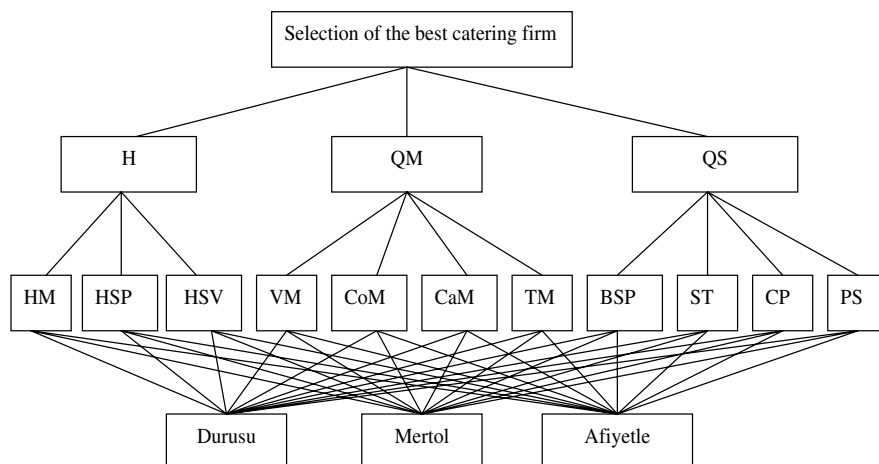 Selection of the best catering firm
H
QM
QS
HM
HSP
HSV
VM
CoM
CaM
TM
BSP
ST
CP
PS
Durusu
Mertol
Afiyetle